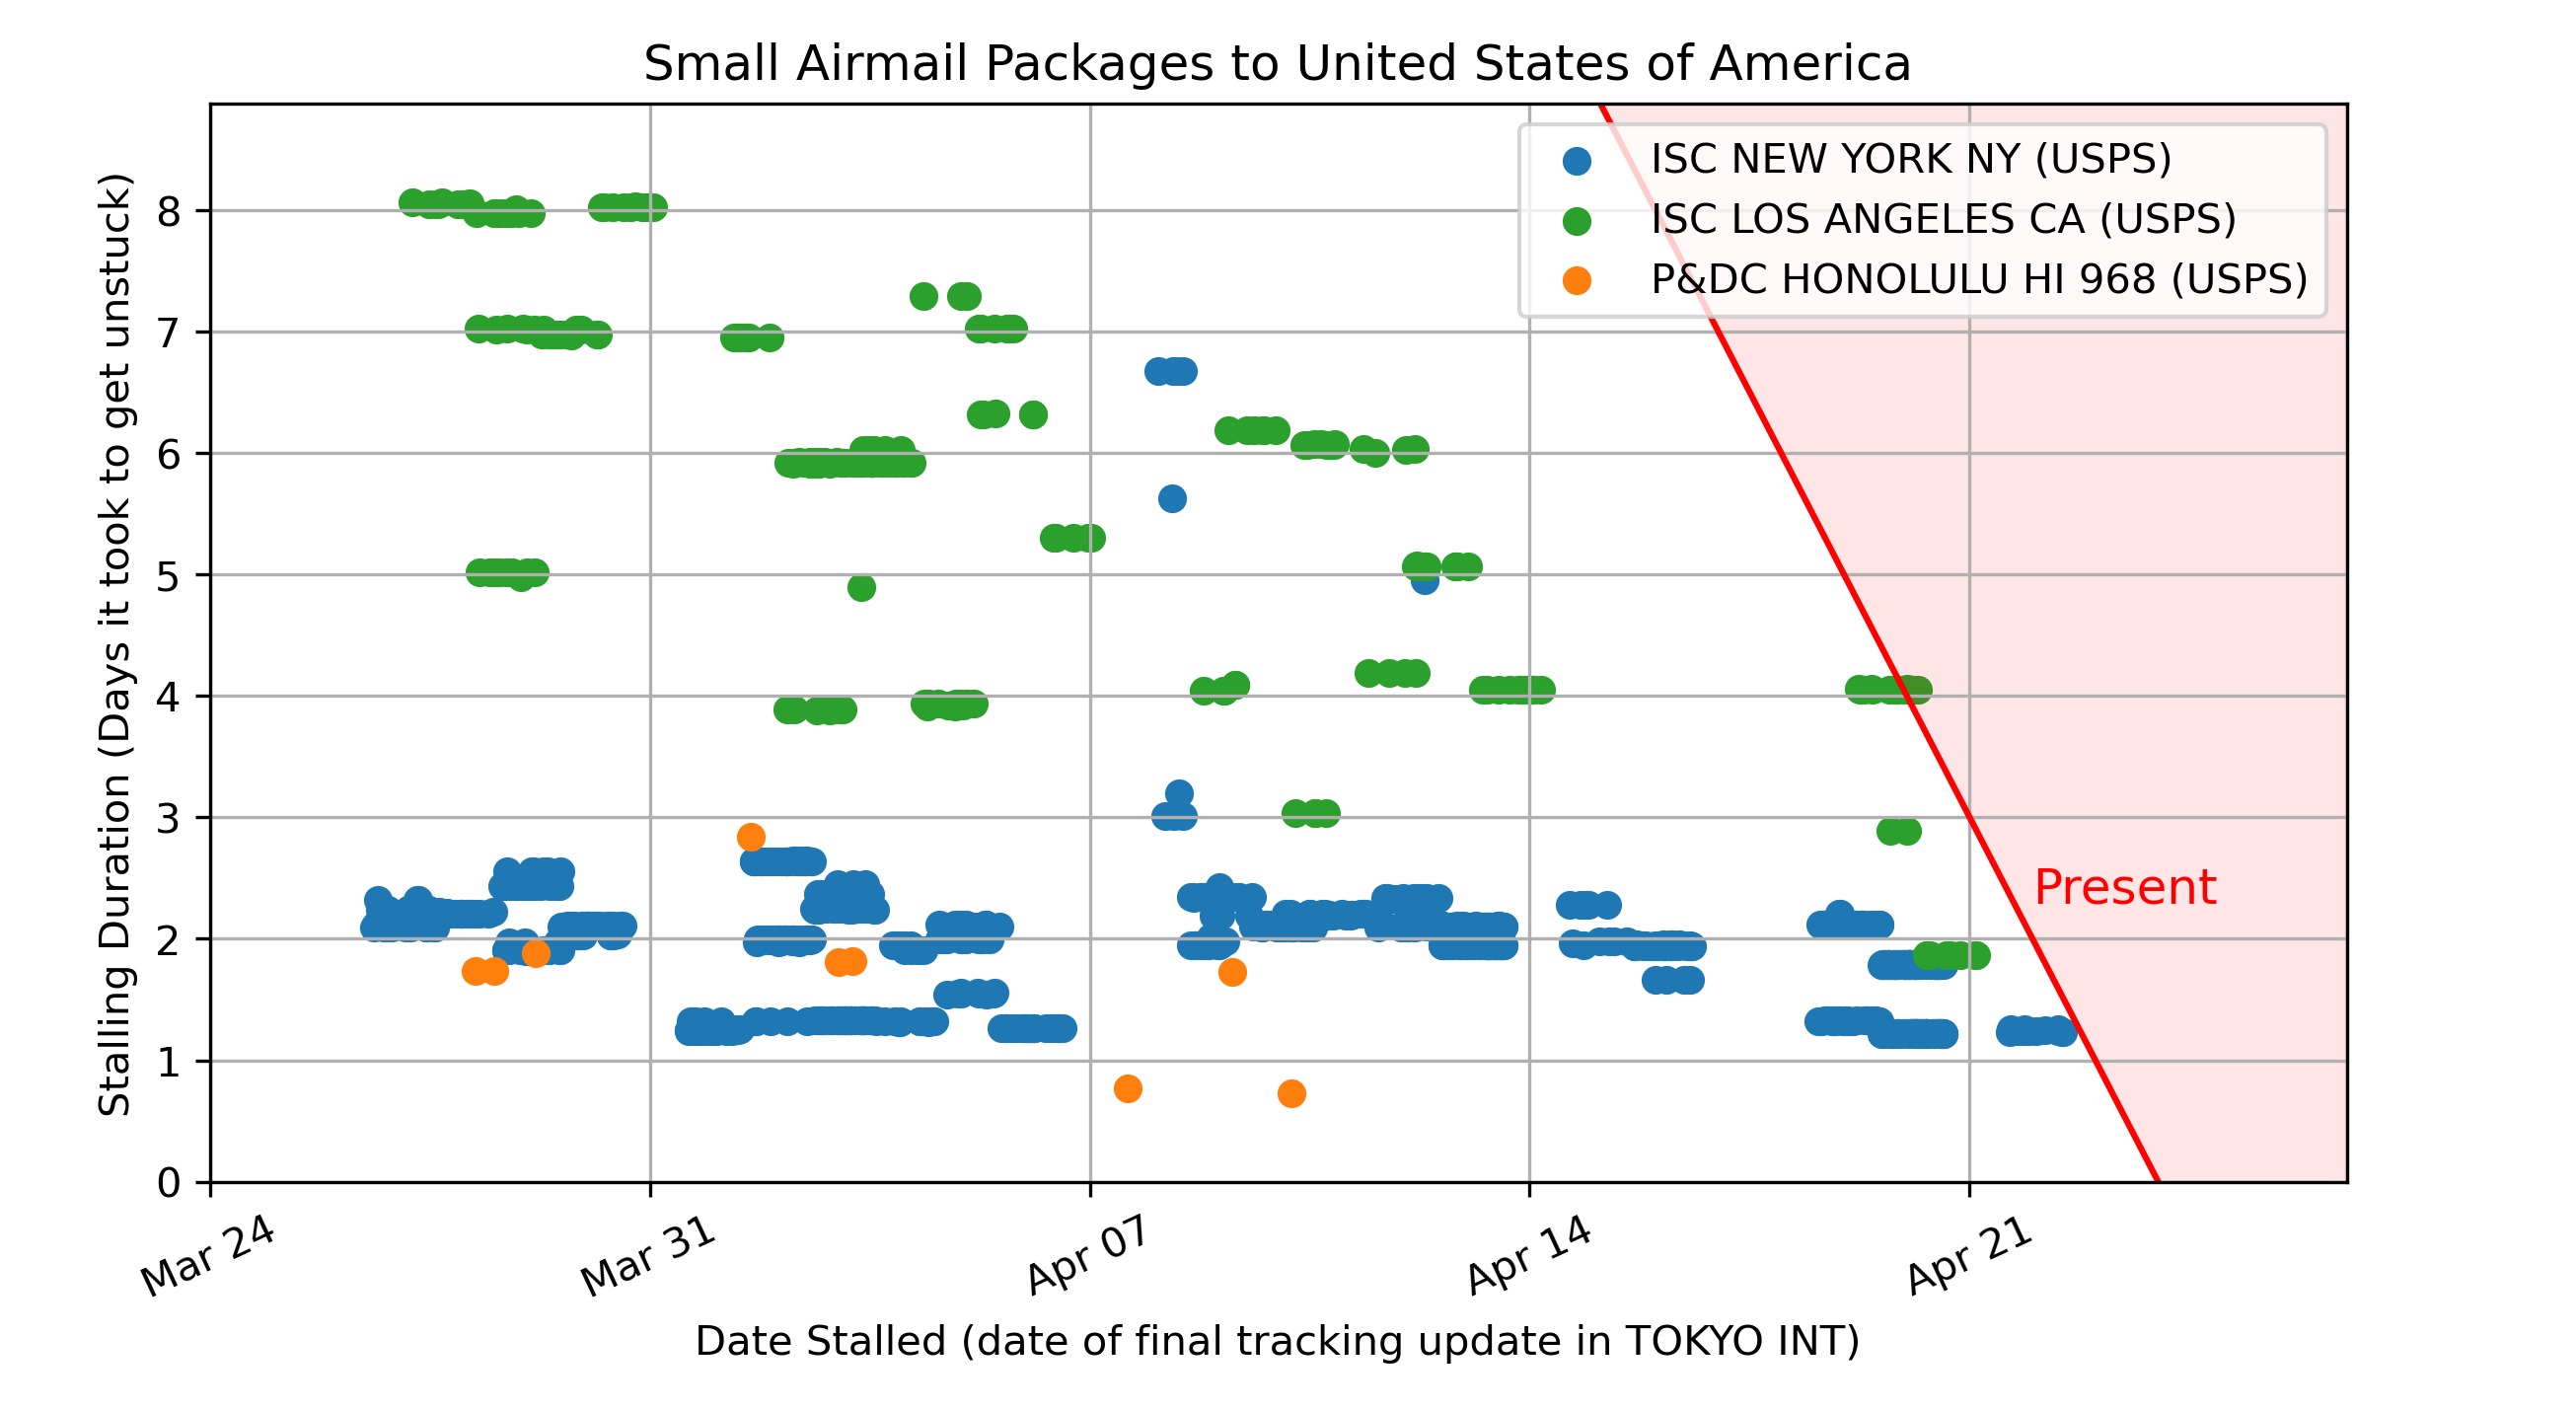 Small Airmail Packages to United States of America
ISC NEW YORK NY (USPS)
ISC LOS ANGELES CA (USPS)
P&DC HONOLULU HI 968 (USPS)
Stalling Duration (Days it took to get unstuck)
8
7
6
5
4
3
2
1
0
Present
Mar 24
Mar 31
Apr 07
Apr 14
Apr 21
Date Stalled (date of final tracking update in TOKYO INT)